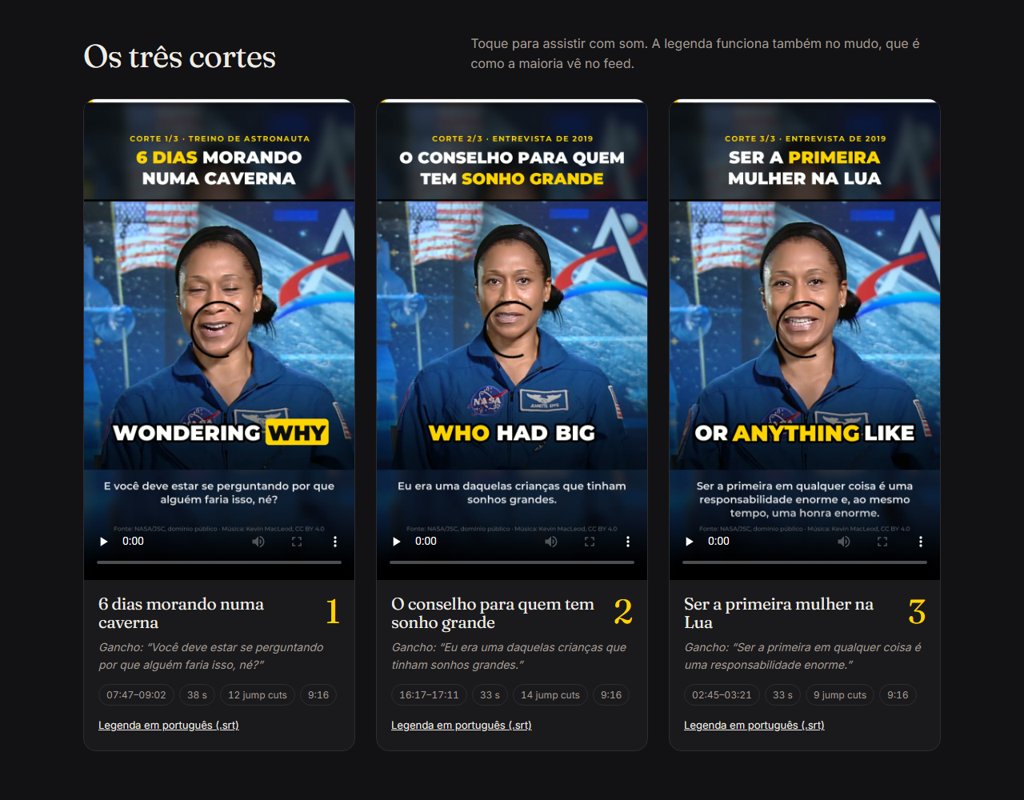 Os três cortes
Toque para assistir com som. A legenda funciona também no mudo, que é
como a maioria vê no feed.
CORTE 1/3 · TREINO DE ASTRONAUTA
6 DIAS MORANDO
NUMA CAVERNA
WONDERING WHY
E você deve estar se perguntando por que
alguém faria isso, né?
Fonte: NASA/JSC, domínio público · Música: Kevin MacLeod, CC BY 4.0
0:00
6 dias morando numa
caverna
1
Gancho: “Você deve estar se perguntando
por que alguém faria isso, né?”
07:47–09:02
38 s
12 jump cuts
9:16
Legenda em português (.srt)
CORTE 2/3 · ENTREVISTA DE 2019
O CONSELHO PARA QUEM
TEM SONHO GRANDE
NASA
WHO HAD BIG
Eu era uma daquelas crianças que tinham
sonhos grandes.
Fonte: NASA/JSC, domínio público · Música: Kevin MacLeod, CC BY 4.0
0:00
O conselho para quem tem
sonho grande
2
Gancho: “Eu era uma daquelas crianças que
tinham sonhos grandes.”
16:17–17:11
33 s
14 jump cuts
9:16
Legenda em português (.srt)
CORTE 3/3 · ENTREVISTA DE 2019
SER A PRIMEIRA
MULHER NA LUA
OR ANYTHING LIKE
Ser a primeira em qualquer coisa é uma
responsabilidade enorme e, ao mesmo
tempo, uma honra enorme.
Fonte: NASA/JSC, domínio público · Música: Kevin MacLeod, CC BY 4.0
0:00
Ser a primeira mulher na
Lua
3
Gancho: “Ser a primeira em qualquer coisa é
uma responsabilidade enorme.”
02:45–03:21
33 s
9 jump cuts
9:16
Legenda em português (.srt)